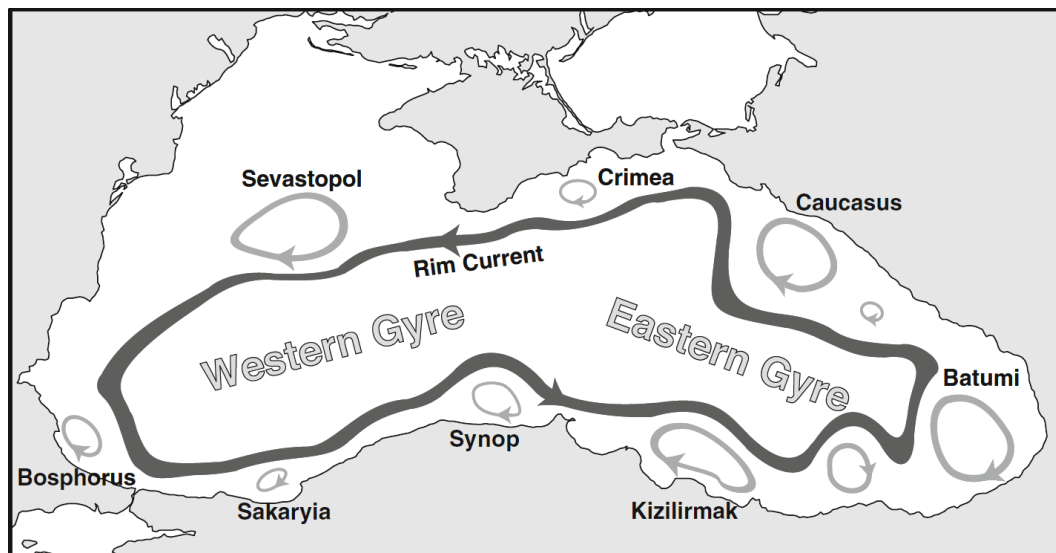 Sevastopol
Crimea
Caucasus
Rim Current
Western Gyre
Eastern Gyre
Batumi
Synop
Bosphorus
Sakaryia
Kizilirmak